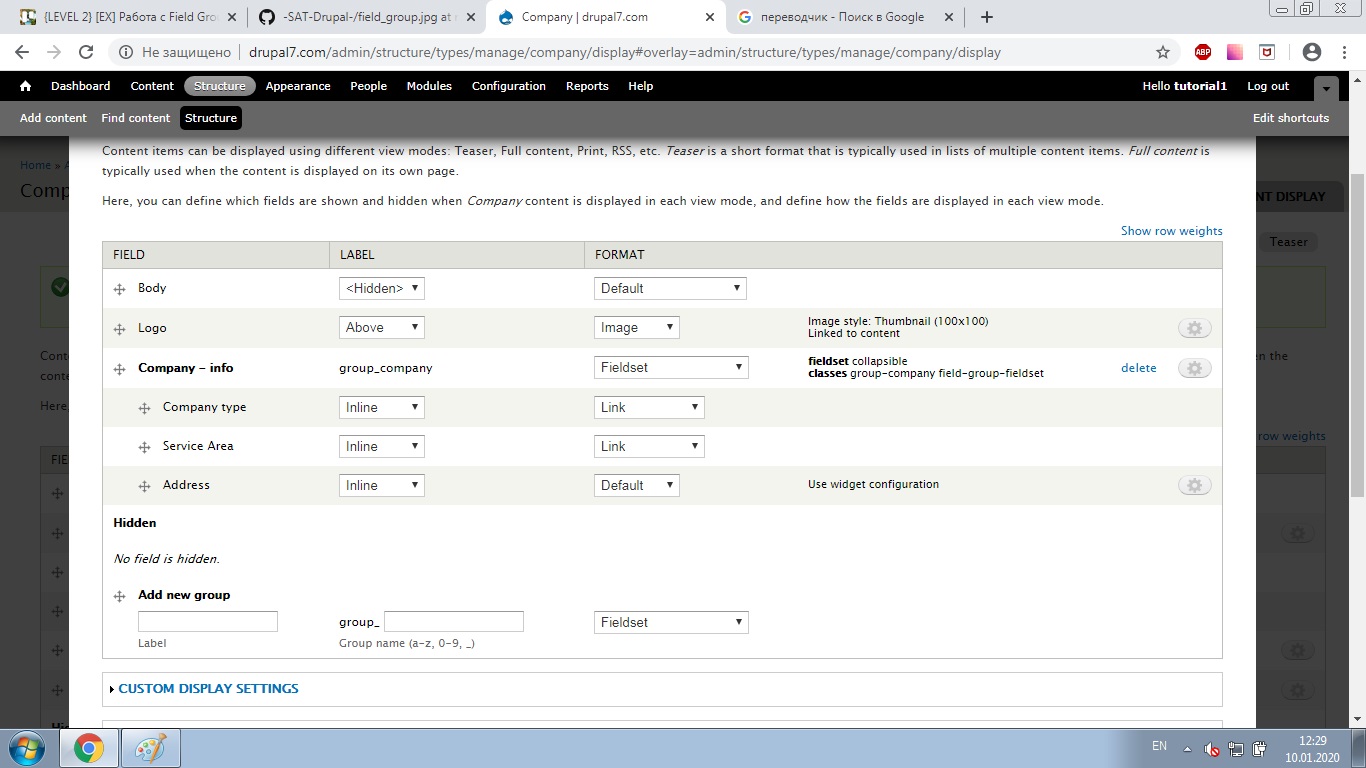 {LEVEL 2} [EX] Работа с Field Gro
-SAT-Drupal-/field_group.jpg at
Company | drupal7.com
переводчик - Поиск в Google
Не защищено
drupal7.com/admin/structure/types/manage/company/display#overlay=admin/structure/types/manage/company/display
ABP
Dashboard Content Structure Appearance People Modules Configuration Reports Help
Hello tutorial1 Log out
Add content Find content Structure
Edit shortcuts
Content items can be displayed using different view modes: Teaser, Full content, Print, RSS, etc. Teaser is a short format that is typically used in lists of multiple content items. Full content is
typically used when the content is displayed on its own page.
Home »
Comp
NT DISPLAY
Here, you can define which fields are shown and hidden when Company content is displayed in each view mode, and define how the fields are displayed in each view mode.
Show row weights
Teaser
FIELD LABEL FORMAT
Body <Hidden> Default
Logo Above Image
Image style: Thumbnail (100x100)
Linked to content
Cont
en the
conte
Company – info group_company Fieldset
fieldset collapsible
classes group-company field-group-fieldset
delete
Here,
Company type Inline Link
row weights
Service Area Inline Link
FIE
Address Inline Default Use widget configuration
Hidden
No field is hidden.
Add new group
group_ Fieldset
Label Group name (a-z, 0-9, _)
CUSTOM DISPLAY SETTINGS
EN
12:29
10.01.2020